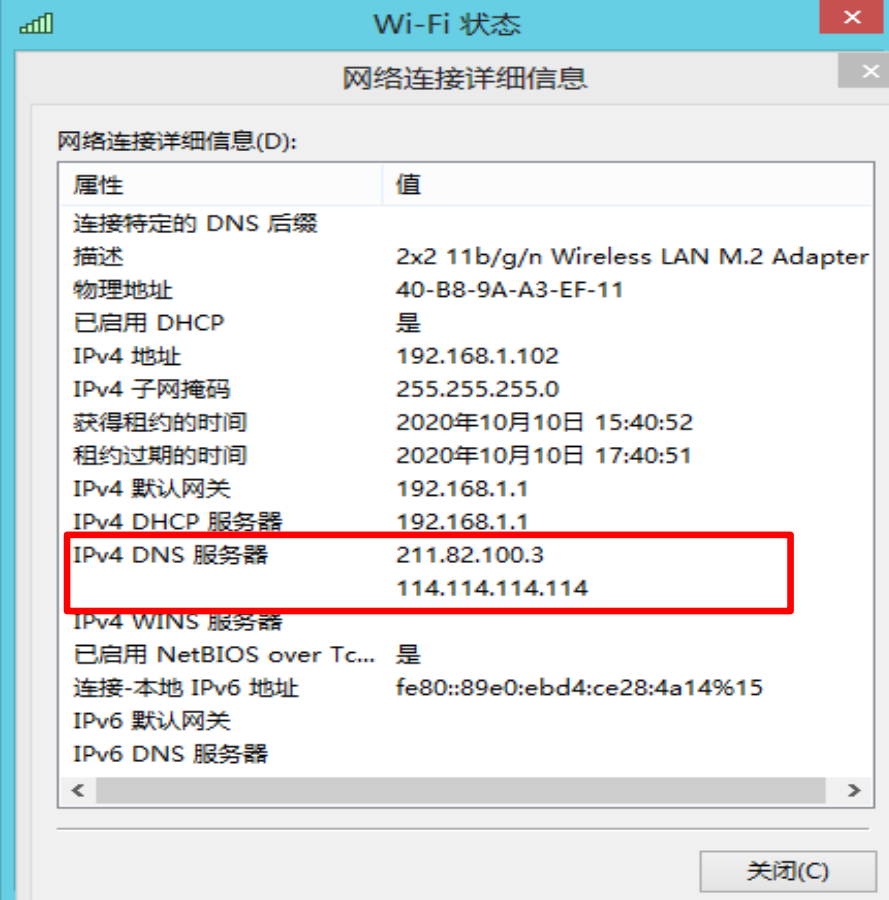 Wi-Fi 状态
网络连接详细信息
网络连接详细信息(D):
属性 值
连接特定的 DNS 后缀
描述 2x2 11b/g/n Wireless LAN M.2 Adapter
物理地址 40-B8-9A-A3-EF-11
已启用 DHCP 是
IPv4 地址 192.168.1.102
IPv4 子网掩码 255.255.255.0
获得租约的时间 2020年10月10日 15:40:52
租约过期的时间 2020年10月10日 17:40:51
IPv4 默认网关 192.168.1.1
IPv4 DHCP 服务器 192.168.1.1
IPv4 DNS 服务器 211.82.100.3
114.114.114.114
IPv4 WINS 服务器
已启用 NetBIOS over Tc... 是
连接-本地 IPv6 地址 fe80::89e0:ebd4:ce28:4a14%15
IPv6 默认网关
IPv6 DNS 服务器
关闭(C)